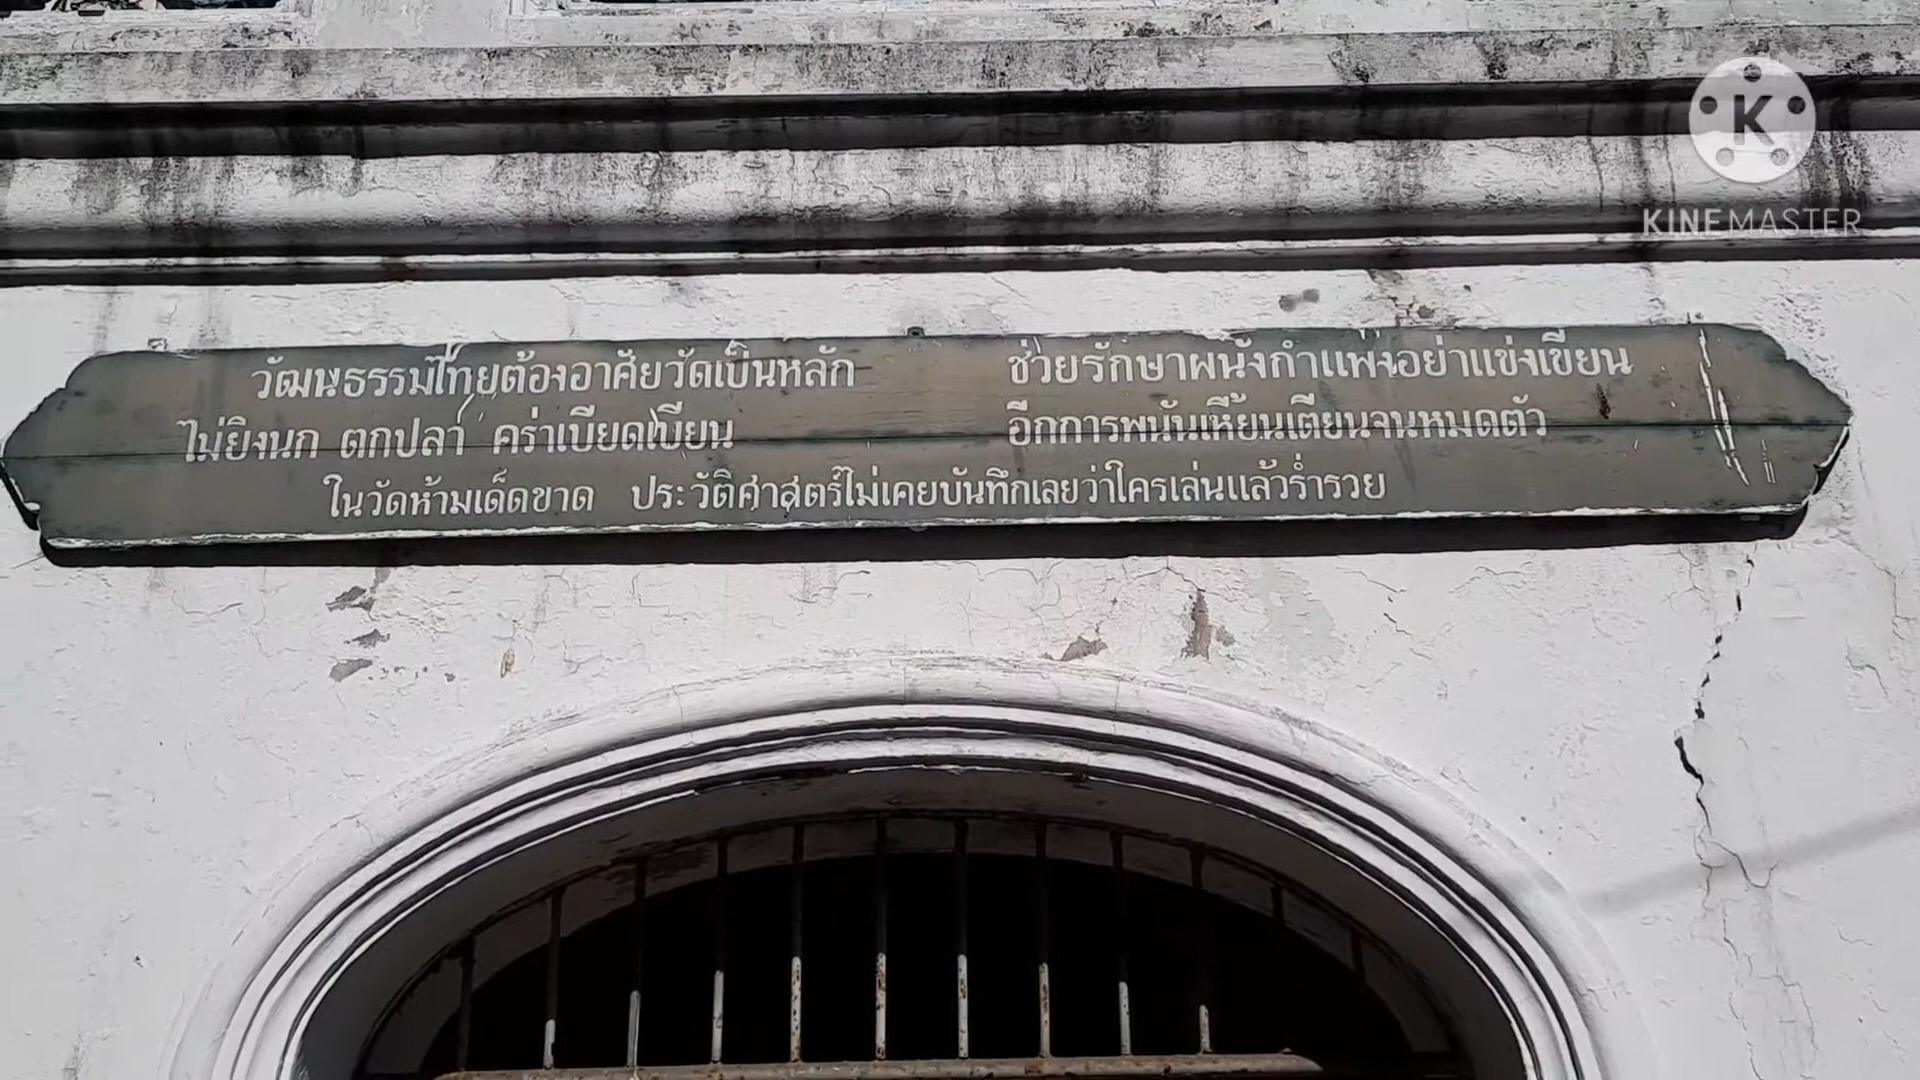 วัฒนธรรมไทยต้องอาศัยวัดเป็นหลัก ช่วยรักษาผนังกำแพงอย่าแข่งเขียน
ไม่ยิงนก ตกปลา คร่าเบียดเบียน อีกการพนันเหี้ยนเตียนจนหมดตัว
ในวัดห้ามเด็ดขาด ประวัติศาสตร์ไม่เคยบันทึกเลยว่าใครเล่นแล้วร่ำรวย
K
KINEMASTER